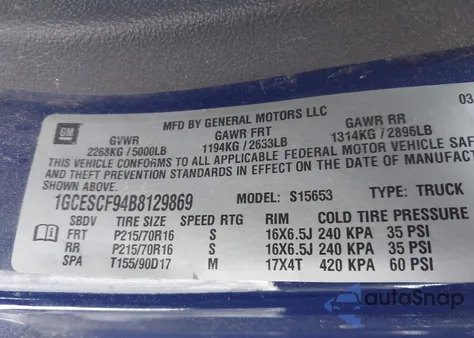 03
MFD BY GENERAL MOTORS LLC
GM
GVWR GAWR FRT GAWR RR
2268KG / 5000LB 1194KG / 2633LB 1314KG / 2896LB
THIS VEHICLE CONFORMS TO ALL APPLICABLE FEDERAL MOTOR VEHICLE SAFE
AND THEFT PREVENTION STANDARDS IN EFFECT ON THE DATE OF MANUFACT
ABOVE.
1GCESCF94B8129869 MODEL: S15653 TYPE: TRUCK
SBDV TIRE SIZE SPEED RTG RIM COLD TIRE PRESSURE
FRT P215/70R16 S 16X6.5J 240 KPA 35 PSI
RR P215/70R16 S 16X6.5J 240 KPA 35 PSI
SPA T155/90D17 M 17X4T 420 KPA 60 PSI
autoSnap